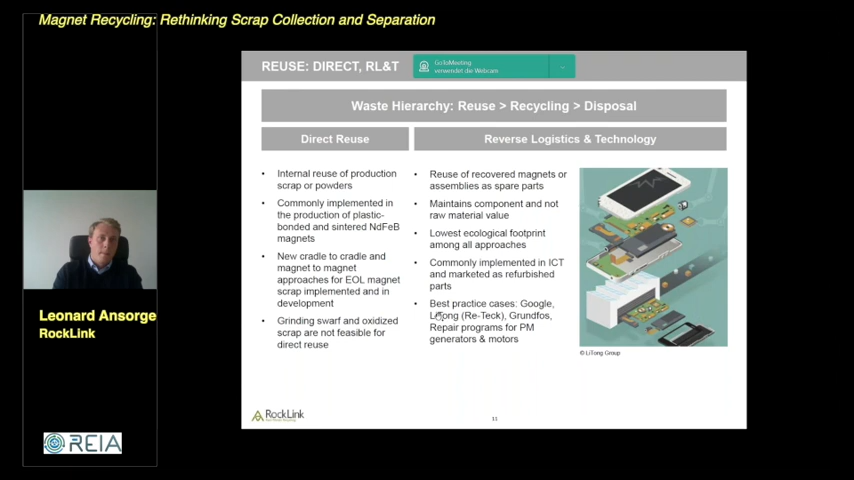 Magnet Recycling: Rethinking Scrap Collection and Separation
REUSE: DIRECT, RL&T
GoToMeeting
verwendet die Webcam
Waste Hierarchy: Reuse > Recycling > Disposal
Direct Reuse
Reverse Logistics & Technology
• Internal reuse of production
scrap or powders
• Commonly implemented in
the production of plastic-
bonded and sintered NdFeB
magnets
• New cradle to cradle and
magnet to magnet
approaches for EOL magnet
scrap implemented and in
development
• Grinding swarf and oxidized
scrap are not feasible for
direct reuse
• Reuse of recovered magnets or
assemblies as spare parts
• Maintains component and not
raw material value
• Lowest ecological footprint
among all approaches
• Commonly implemented in ICT
and marketed as refurbished
parts
• Best practice cases: Google,
Litong (Re-Teck), Grundfos,
Repair programs for PM
generators & motors
© LiTong Group
Leonard Ansorge
RockLink
REIA
RockLink
11